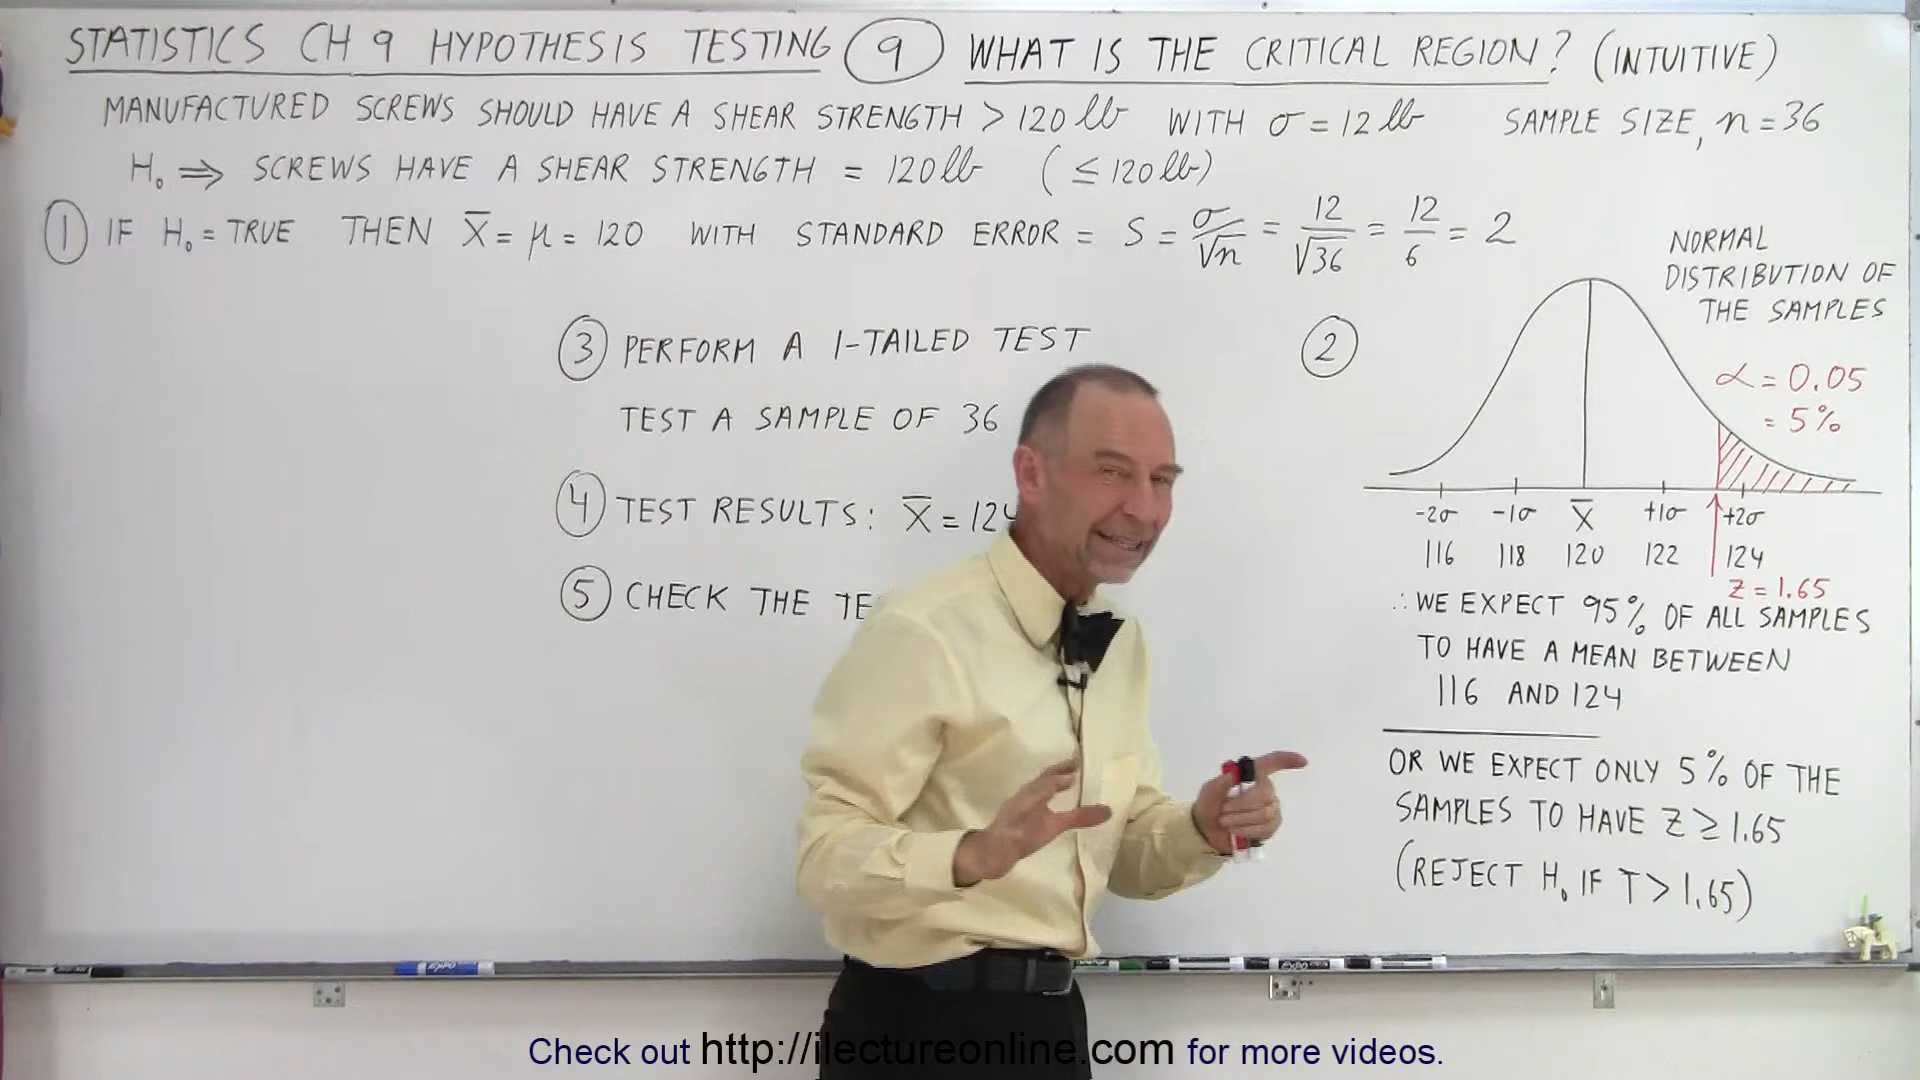 STATISTICS CH 9 HYPOTHESIS TESTING ⑨ WHAT IS THE CRITICAL REGION? (INTUITIVE)
MANUFACTURED SCREWS SHOULD HAVE A SHEAR STRENGTH > 120 lb WITH σ = 12 lb SAMPLE SIZE, n = 36
H₀ ⇒ SCREWS HAVE A SHEAR STRENGTH = 120 lb (≤ 120 lb)
① IF H₀ = TRUE THEN X̄ = μ = 120 WITH STANDARD ERROR = S = σ/√n = 12/√36 = 12/6 = 2
③ PERFORM A 1-TAILED TEST
TEST A SAMPLE OF 36
④ TEST RESULTS: X̄ = 124
⑤ CHECK THE
②
NORMAL
DISTRIBUTION OF
THE SAMPLES
α = 0.05
= 5%
-2σ -1σ X̄ +1σ +2σ
116 118 120 122 124
Z = 1.65
∴ WE EXPECT 95% OF ALL SAMPLES
TO HAVE A MEAN BETWEEN
116 AND 124
OR WE EXPECT ONLY 5% OF THE
SAMPLES TO HAVE Z ≥ 1.65
(REJECT H₀ IF T > 1.65)
Check out http://ilectureonline.com for more videos.